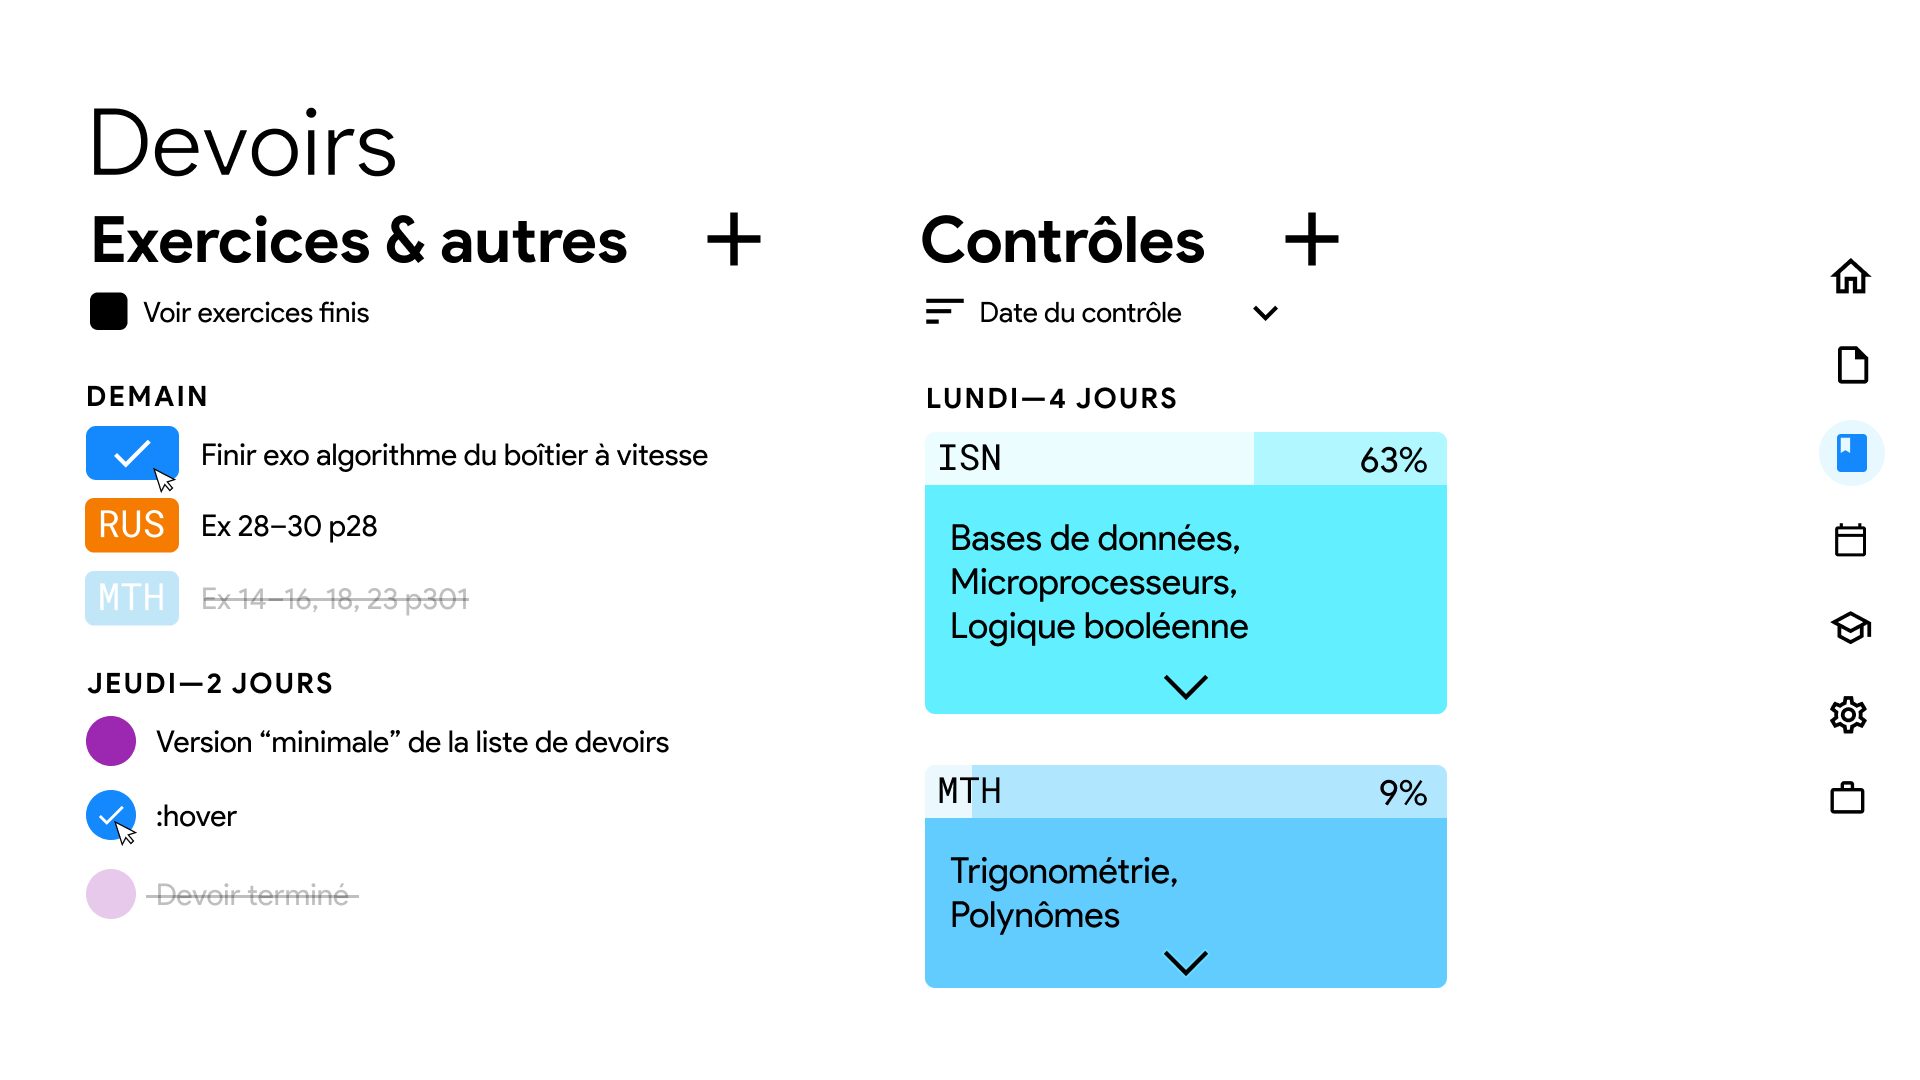 Devoirs
Exercices & autres
Voir exercices finis
DEMAIN
Finir exo algorithme du boîtier à vitesse
RUS Ex 28–30 p28
MTH Ex 14–16, 18, 23 p301
JEUDI—2 JOURS
Version “minimale” de la liste de devoirs
:hover
Devoir terminé
Contrôles
Date du contrôle
LUNDI—4 JOURS
ISN 63%
Bases de données,
Microprocesseurs,
Logique booléenne
MTH 9%
Trigonométrie,
Polynômes